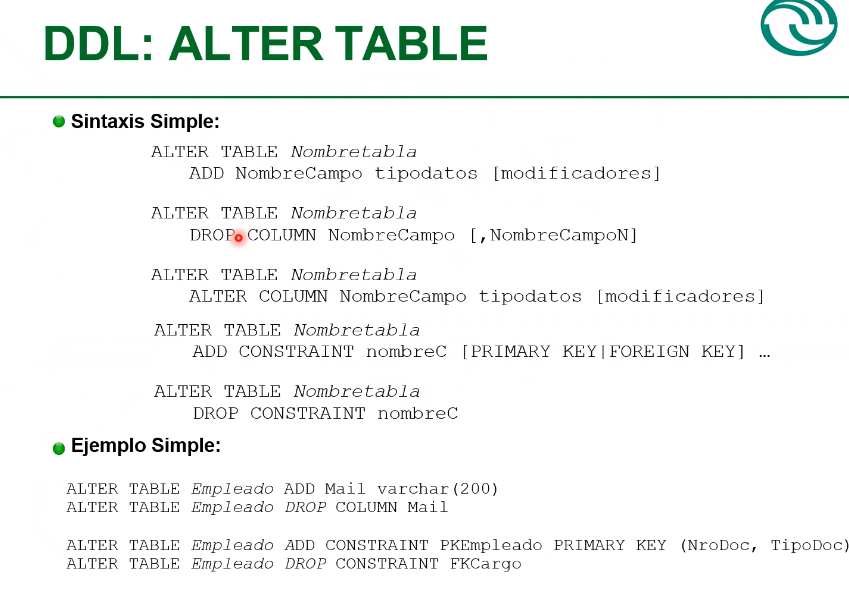 DDL: ALTER TABLE
Sintaxis Simple:
ALTER TABLE Nombretabla
ADD NombreCampo tipodatos [modificadores]
ALTER TABLE Nombretabla
DROP COLUMN NombreCampo [,NombreCampoN]
ALTER TABLE Nombretabla
ALTER COLUMN NombreCampo tipodatos [modificadores]
ALTER TABLE Nombretabla
ADD CONSTRAINT nombreC [PRIMARY KEY|FOREIGN KEY] …
ALTER TABLE Nombretabla
DROP CONSTRAINT nombreC
Ejemplo Simple:
ALTER TABLE Empleado ADD Mail varchar(200)
ALTER TABLE Empleado DROP COLUMN Mail
ALTER TABLE Empleado ADD CONSTRAINT PKEmpleado PRIMARY KEY (NroDoc, TipoDoc)
ALTER TABLE Empleado DROP CONSTRAINT FKCargo